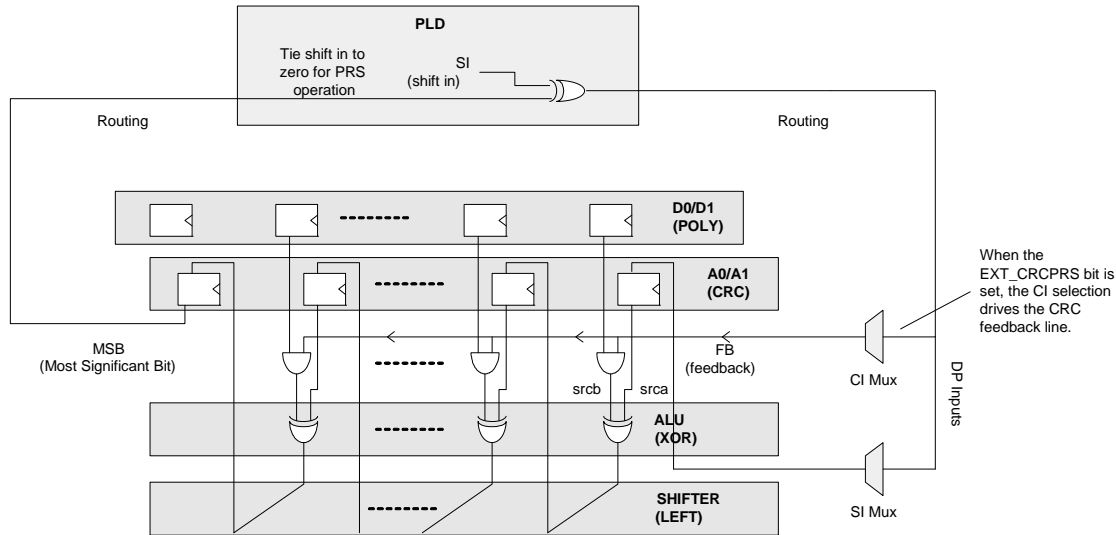 PLD
Tie shift in to
zero for PRS
operation
SI
(shift in)
Routing
Routing
D0/D1
(POLY)
A0/A1
(CRC)
When the
EXT_CRCPRS bit is
set, the CI selection
drives the CRC
feedback line.
MSB
(Most Significant Bit)
FB
(feedback)
CI Mux
DP Inputs
srcb
srca
ALU
(XOR)
SHIFTER
(LEFT)
SI Mux